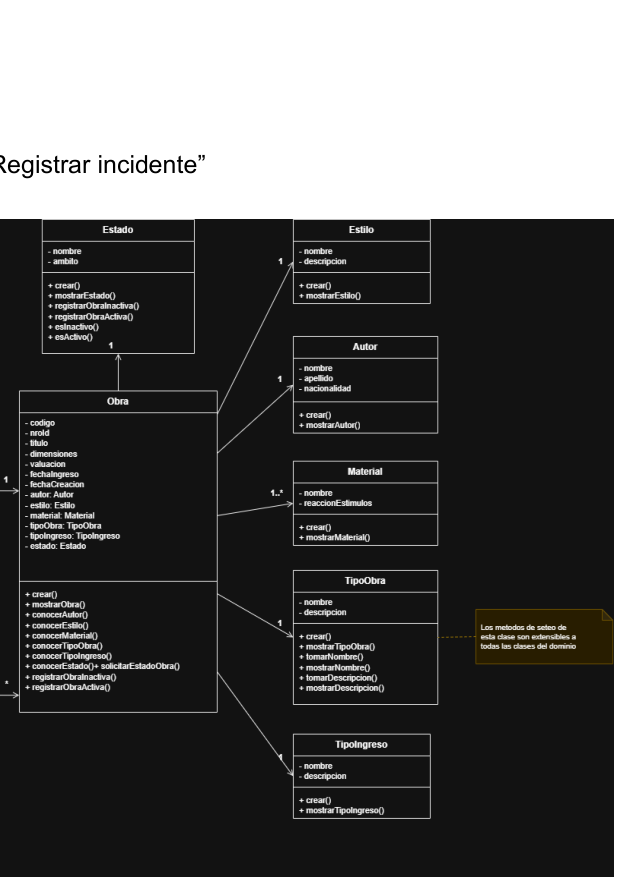 Registrar incidente”
Estado
- nombre
- ambito
+ crear()
+ mostrarEstado()
+ registrarObraInactiva()
+ registrarObraActiva()
+ esInactivo()
+ esActivo()
1
Estilo
- nombre
- descripcion
+ crear()
+ mostrarEstilo()
1
Autor
- nombre
- apellido
- nacionalidad
+ crear()
+ mostrarAutor()
1
Obra
- codigo
- nroId
- titulo
- dimensiones
- valuacion
- fechaIngreso
- fechaCreacion
- autor: Autor
- estilo: Estilo
- material: Material
- tipoObra: TipoObra
- tipoIngreso: TipoIngreso
- estado: Estado
+ crear()
+ mostrarObra()
+ conocerAutor()
+ conocerEstilo()
+ conocerMaterial()
+ conocerTipoObra()
+ conocerTipoIngreso()
+ conocerEstado()+ solicitarEstadoObra()
+ registrarObraInactiva()
+ registrarObraActiva()
1
*
Material
- nombre
- reaccionEstimulos
+ crear()
+ mostrarMaterial()
1..*
TipoObra
- nombre
- descripcion
+ crear()
+ mostrarTipoObra()
+ tomarNombre()
+ mostrarNombre()
+ tomarDescripcion()
+ mostrarDescripcion()
1
Los metodos de seteo de
esta clase son extensibles a
todas las clases del dominio
TipoIngreso
- nombre
- descripcion
+ crear()
+ mostrarTipoIngreso()
1